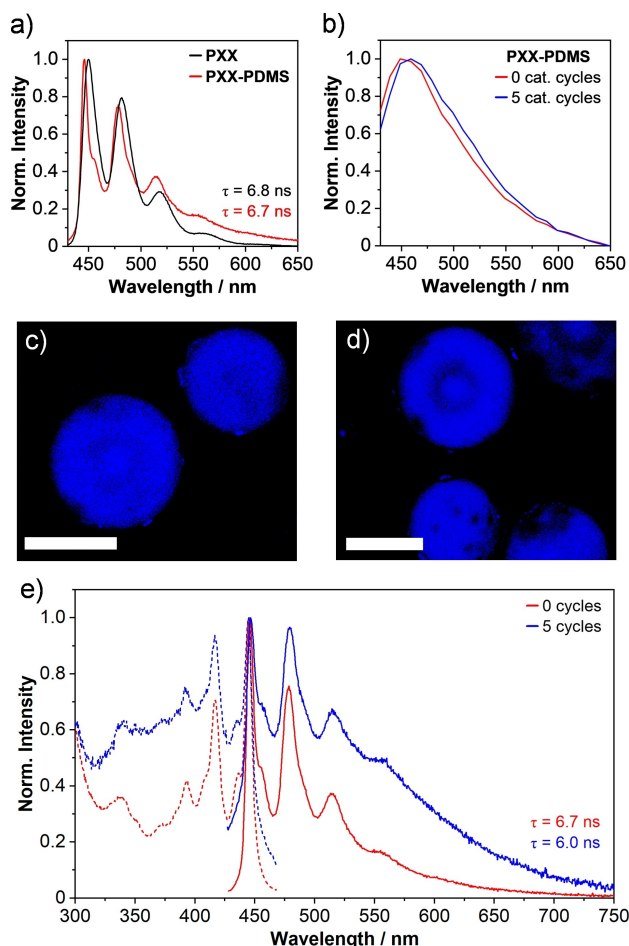 a)
PXX
PXX-PDMS
τ = 6.8 ns
τ = 6.7 ns
Norm. Intensity
1.0
0.8
0.6
0.4
0.2
0
450 500 550 600 650
Wavelength / nm
b)
PXX-PDMS
0 cat. cycles
5 cat. cycles
Norm. Intensity
1.0
0.8
0.6
0.4
0.2
0
450 500 550 600 650
Wavelength / nm
c)
d)
e)
0 cycles
5 cycles
τ = 6.7 ns
τ = 6.0 ns
Norm. Intensity
1.0
0.8
0.6
0.4
0.2
0
300 350 400 450 500 550 600 650 700 750
Wavelength / nm